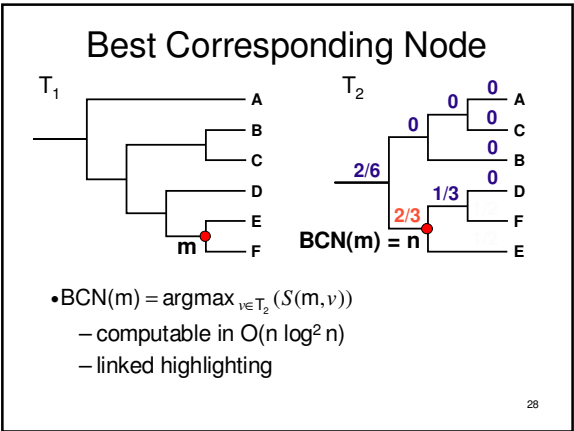 Best Corresponding Node
T1
T2
A
B
C
D
E
F
m
0
A
0
C
0
0
B
2/6
0
D
1/3
F
2/3
E
BCN(m) = n
•BCN(m) = argmax v∈T2 (S(m,v))
– computable in O(n log² n)
– linked highlighting
28